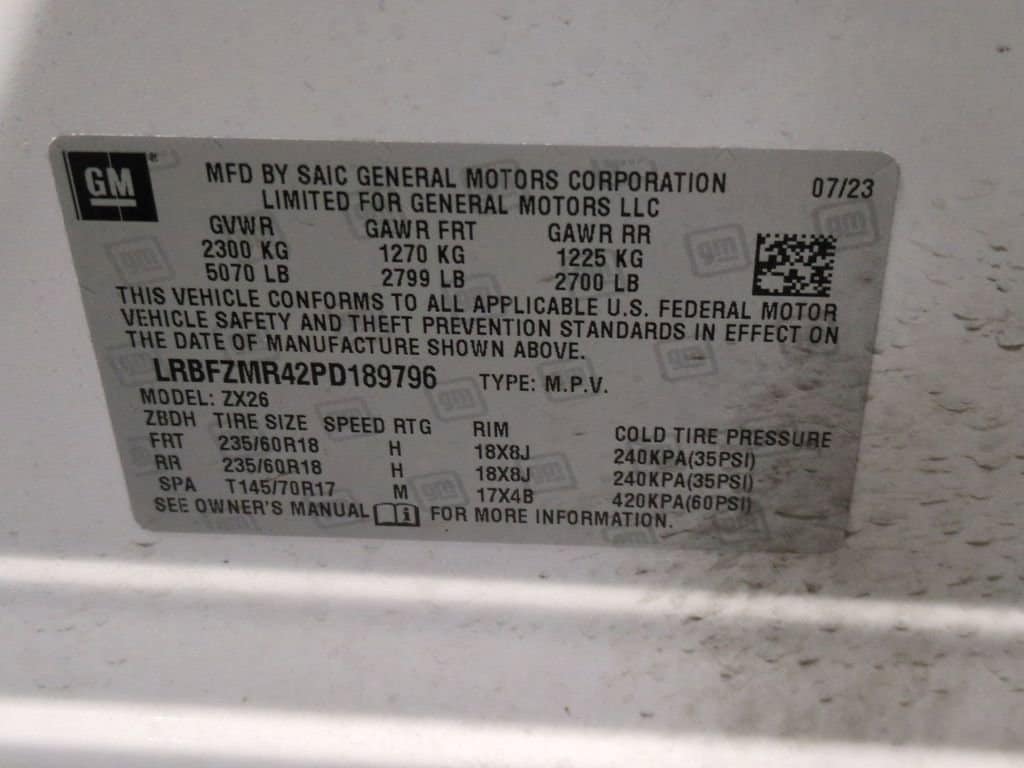 GM
MFD BY SAIC GENERAL MOTORS CORPORATION 07/23
LIMITED FOR GENERAL MOTORS LLC
GVWR GAWR FRT GAWR RR
2300 KG 1270 KG 1225 KG
5070 LB 2799 LB 2700 LB
THIS VEHICLE CONFORMS TO ALL APPLICABLE U.S. FEDERAL MOTOR
VEHICLE SAFETY AND THEFT PREVENTION STANDARDS IN EFFECT ON
THE DATE OF MANUFACTURE SHOWN ABOVE.
LRBFZMR42PD189796 TYPE: M.P.V.
MODEL: ZX26
ZBDH TIRE SIZE SPEED RTG RIM COLD TIRE PRESSURE
FRT 235/60R18 H 18X8J 240KPA(35PSI)
RR 235/60R18 H 18X8J 240KPA(35PSI)
SPA T145/70R17 M 17X4B 420KPA(60PSI)
SEE OWNER'S MANUAL FOR MORE INFORMATION.